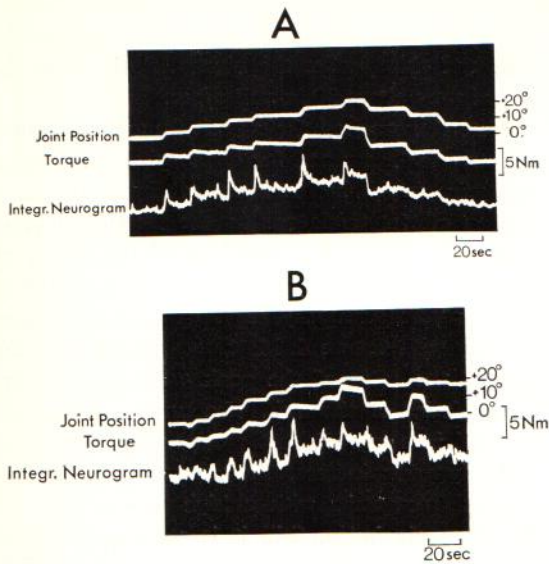 A
+20°
+10°
0°
Joint Position
Torque
5Nm
Integr. Neurogram
20sec
B
+20°
+10°
0°
Joint Position
Torque
5Nm
Integr. Neurogram
20sec